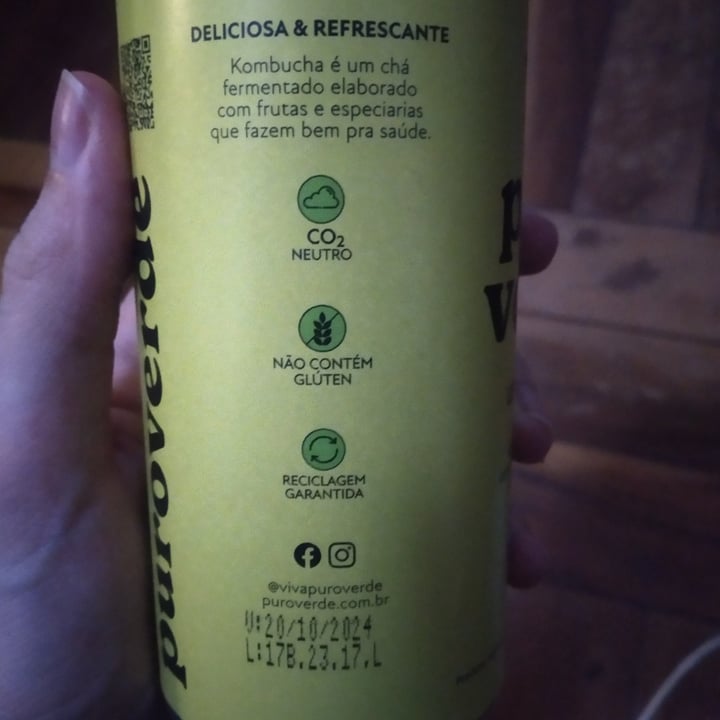 DELICIOSA & REFRESCANTE
Kombucha é um chá
fermentado elaborado
com frutas e especiarias
que fazem bem pra saúde.
CO₂
NEUTRO
NÃO CONTÉM
GLÚTEN
RECICLAGEM
GARANTIDA
@vivapuroverde
puroverde.com.br
V:20/10/2024
L:17B.23.17.L
puroverde